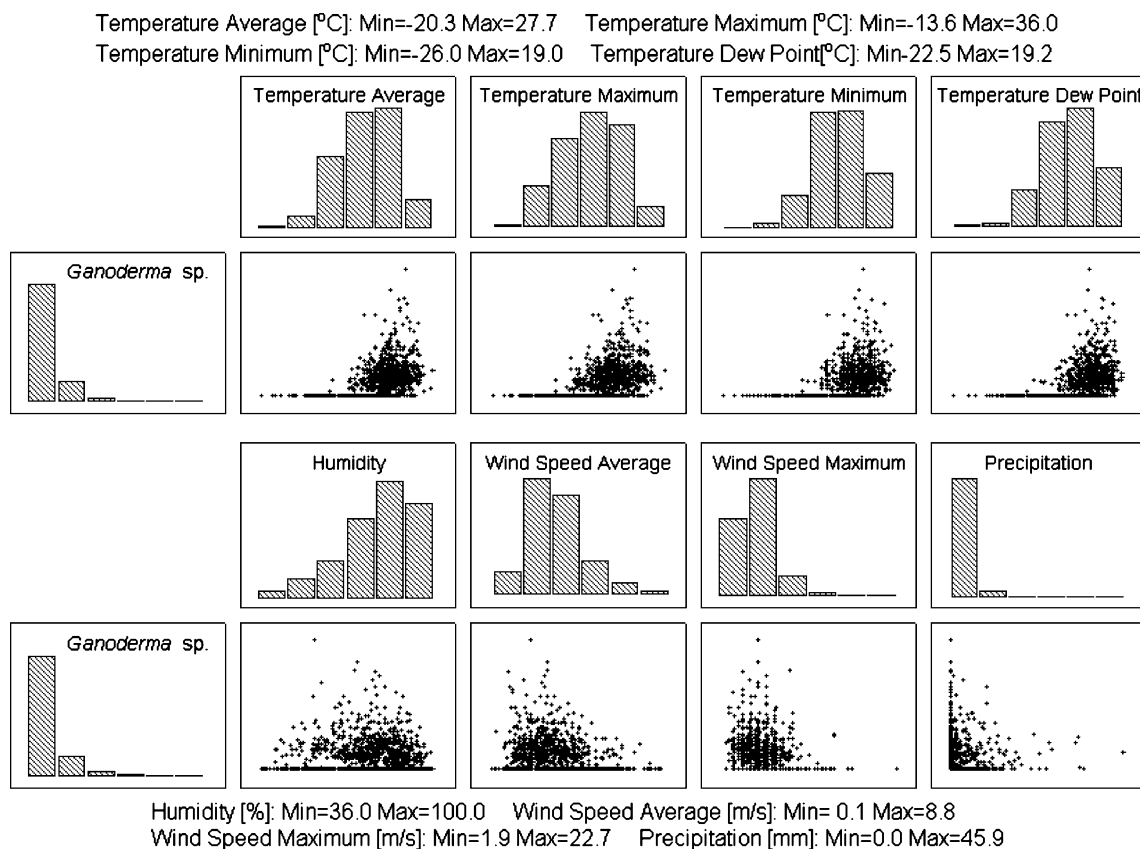 Temperature Average [°C]: Min=-20.3 Max=27.7 Temperature Maximum [°C]: Min=-13.6 Max=36.0
Temperature Minimum [°C]: Min=-26.0 Max=19.0 Temperature Dew Point[°C]: Min-22.5 Max=19.2
Temperature Average Temperature Maximum Temperature Minimum Temperature Dew Point
Ganoderma sp.
Humidity Wind Speed Average Wind Speed Maximum Precipitation
Ganoderma sp.
Humidity [%]: Min=36.0 Max=100.0 Wind Speed Average [m/s]: Min= 0.1 Max=8.8
Wind Speed Maximum [m/s]: Min=1.9 Max=22.7 Precipitation [mm]: Min=0.0 Max=45.9